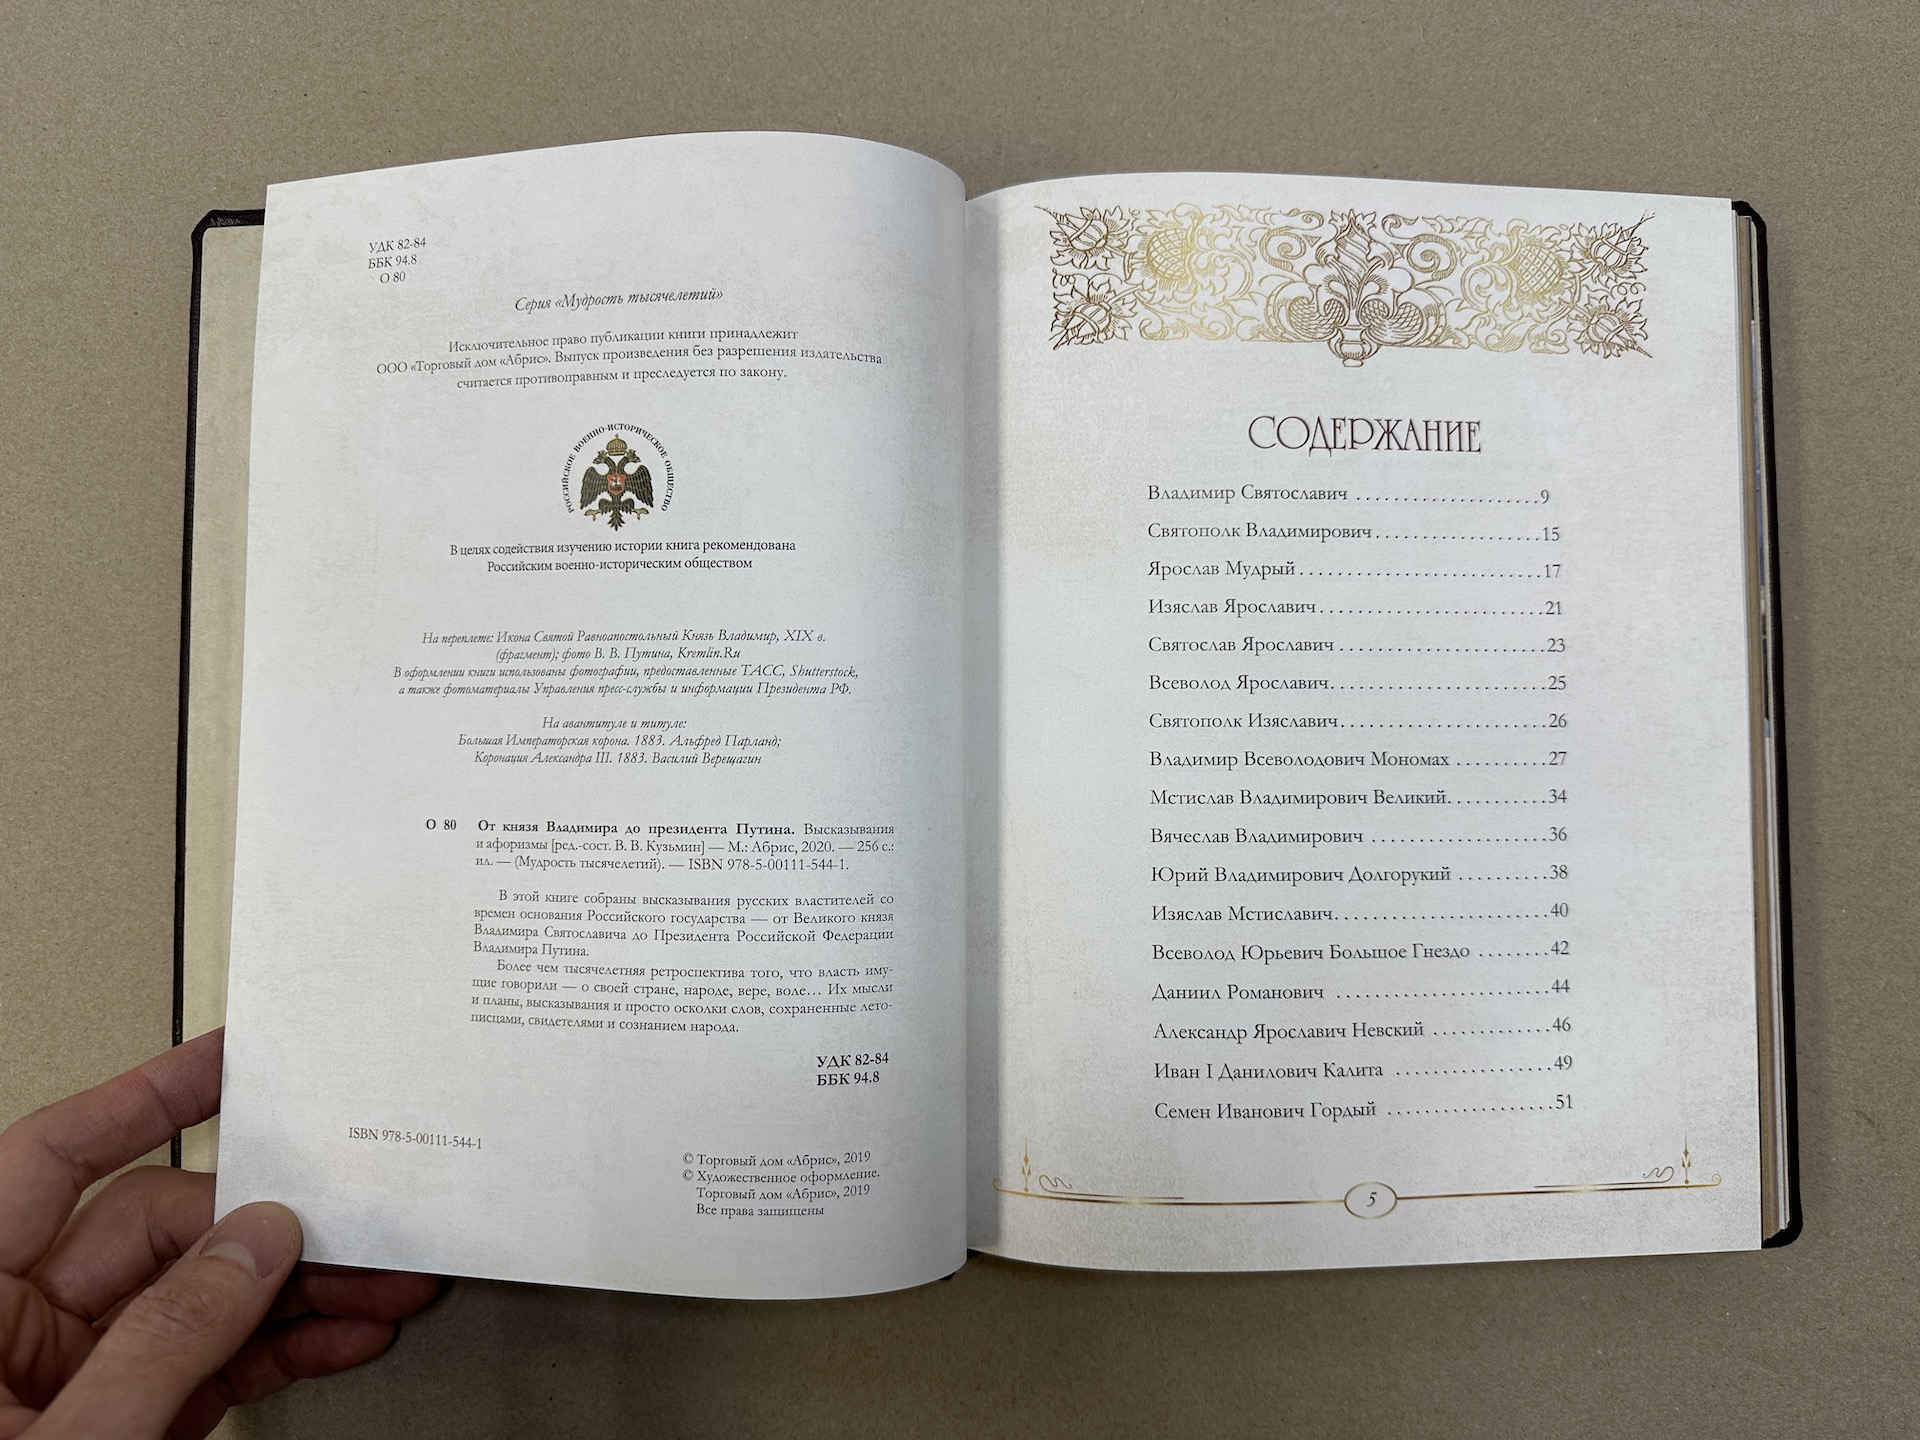 УДК 82-84
ББК 94.8
О 80
Серия «Мудрость тысячелетий»
Исключительное право публикации книги принадлежит
ООО «Торговый дом «Абрис». Выпуск произведения без разрешения издательства
считается противоправным и преследуется по закону.
РОССИЙСКОЕ ВОЕННО-ИСТОРИЧЕСКОЕ ОБЩЕСТВО
В целях содействия изучению истории книга рекомендована
Российским военно-историческим обществом
На переплете: Икона Святой Равноапостольный Князь Владимир, XIX в.
(фрагмент); фото В. В. Путина, Kremlin.Ru
В оформлении книги использованы фотографии, предоставленные ТАСС, Shutterstock,
а также фотоматериалы Управления пресс-службы и информации Президента РФ.
На авантитуле и титуле:
Большая Императорская корона. 1883. Альфред Парланд;
Коронация Александра III. 1883. Василий Верещагин
О 80 От князя Владимира до президента Путина. Высказывания
и афоризмы [ред.-сост. В. В. Кузьмин] — М.: Абрис, 2020. — 256 с.:
ил. — (Мудрость тысячелетий). — ISBN 978-5-00111-544-1.
В этой книге собраны высказывания русских властителей со
времен основания Российского государства — от Великого князя
Владимира Святославича до Президента Российской Федерации
Владимира Путина.
Более чем тысячелетняя ретроспектива того, что власть иму-
щие говорили — о своей стране, народе, вере, воле… Их мысли
и планы, высказывания и просто осколки слов, сохраненные лето-
писцами, свидетелями и сознанием народа.
УДК 82-84
ББК 94.8
ISBN 978-5-00111-544-1
© Торговый дом «Абрис», 2019
© Художественное оформление.
Торговый дом «Абрис», 2019
Все права защищены
СОДЕРЖАНИЕ
Владимир Святославич ....................9
Святополк Владимирович..................15
Ярослав Мудрый..........................17
Изяслав Ярославич........................21
Святослав Ярославич ......................23
Всеволод Ярославич.......................25
Святополк Изяславич......................26
Владимир Всеволодович Мономах ..........27
Мстислав Владимирович Великий...........34
Вячеслав Владимирович ...................36
Юрий Владимирович Долгорукий ..........38
Изяслав Мстиславич.......................40
Всеволод Юрьевич Большое Гнездо ........42
Даниил Романович .......................44
Александр Ярославич Невский .............46
Иван I Данилович Калита .................49
Семен Иванович Гордый ..................51
5